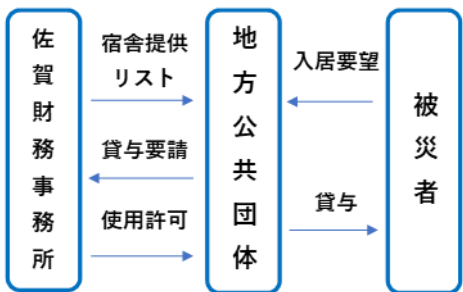 佐賀財務事務所
宿舎提供
リスト
貸与要請
使用許可
地方公共団体
入居要望
貸与
被災者